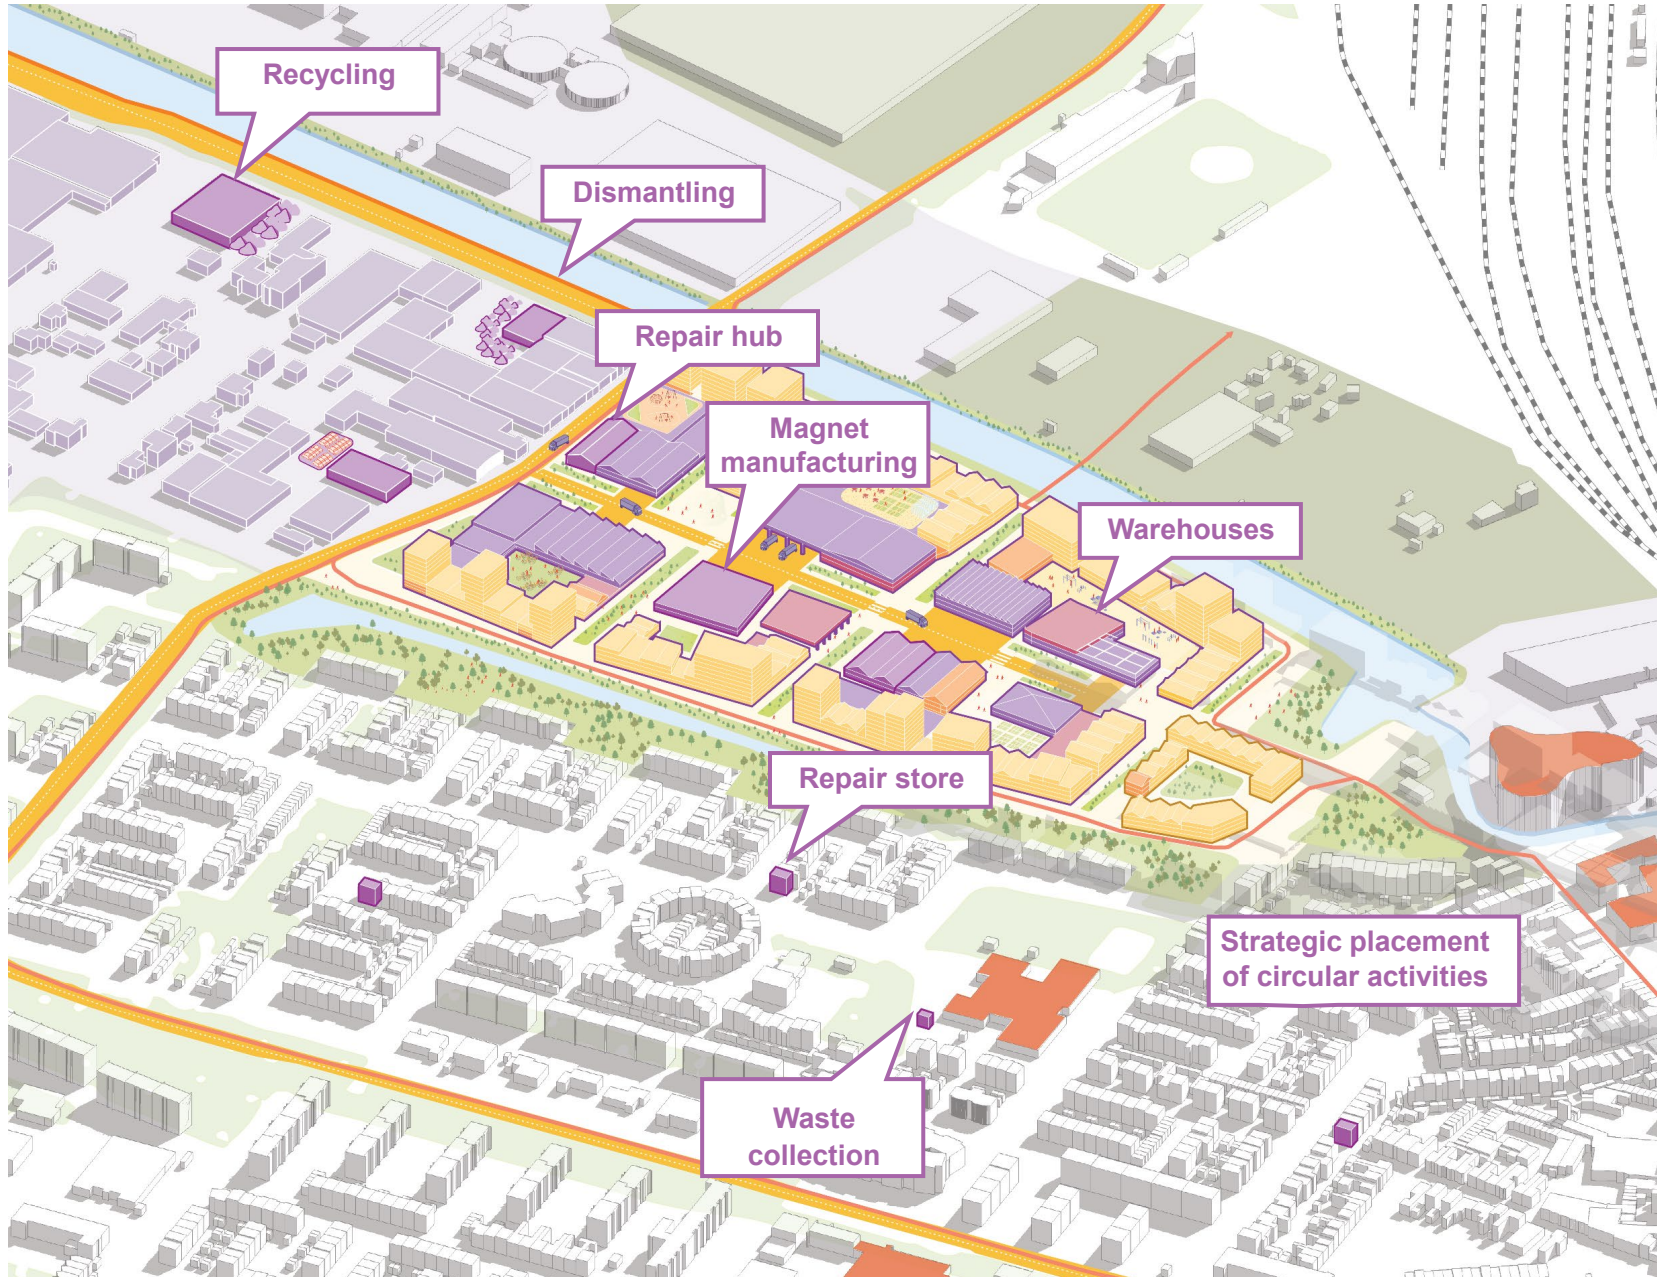 Recycling
Dismantling
Repair hub
Magnet
manufacturing
Warehouses
Repair store
Strategic placement
of circular activities
Waste
collection